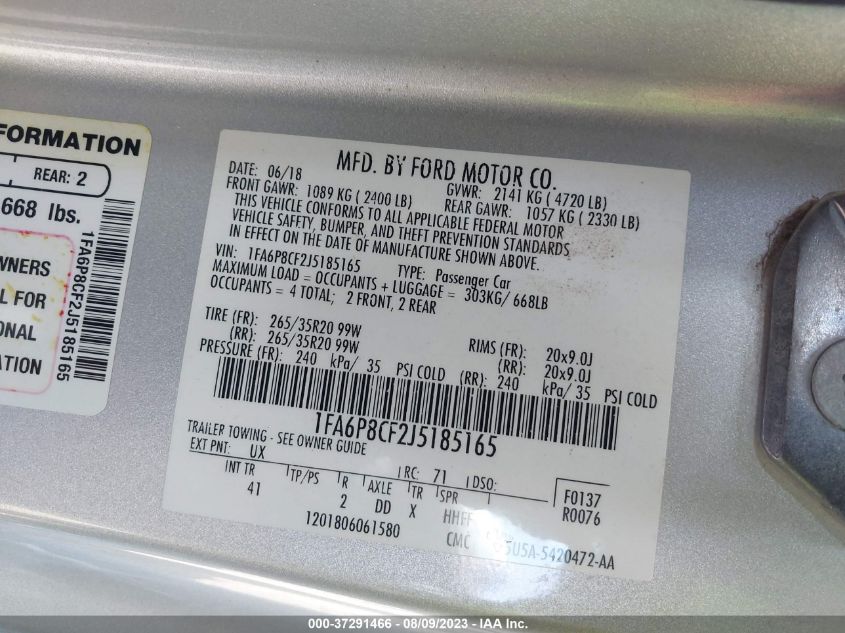 FORMATION
REAR: 2
668 lbs.
WNERS
L FOR
ONAL
ATION
1FA6P8CF2J5185165
MFD. BY FORD MOTOR CO.
DATE: 06/18 GVWR: 2141 KG ( 4720 LB)
FRONT GAWR: 1089 KG ( 2400 LB) REAR GAWR: 1057 KG ( 2330 LB)
THIS VEHICLE CONFORMS TO ALL APPLICABLE FEDERAL MOTOR
VEHICLE SAFETY, BUMPER, AND THEFT PREVENTION STANDARDS
IN EFFECT ON THE DATE OF MANUFACTURE SHOWN ABOVE.
VIN: 1FA6P8CF2J5185165 TYPE: Passenger Car
MAXIMUM LOAD = OCCUPANTS + LUGGAGE = 303KG/ 668LB
OCCUPANTS = 4 TOTAL; 2 FRONT, 2 REAR
TIRE (FR): 265/35R20 99W RIMS (FR): 20x9.0J
(RR): 265/35R20 99W (RR): 20x9.0J
PRESSURE (FR): 240 kPa/ 35 PSI COLD (RR): 240 kPa/ 35 PSI COLD
1FA6P8CF2J5185165
TRAILER TOWING - SEE OWNER GUIDE
EXT PNT: UX RC: 71 DSO:
INT TR TP/PS R AXLE TR SPR F0137
41 2 DD X HHFF R0076
1201806061580 CMC 5U5A-5420472-AA
000-37291466 - 08/09/2023 - COPYRIGHT © IAA, Inc.